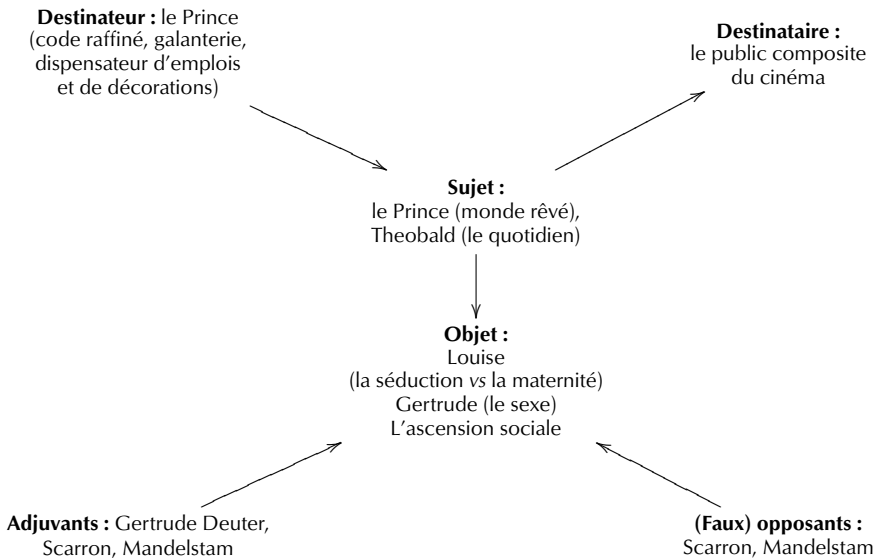 Destinateur : le Prince
(code raffiné, galanterie,
dispensateur d'emplois
et de décorations)
Destinataire :
le public composite
du cinéma
Sujet :
le Prince (monde rêvé),
Theobald (le quotidien)
Objet :
Louise
(la séduction vs la maternité)
Gertrude (le sexe)
L'ascension sociale
Adjuvants : Gertrude Deuter,
Scarron, Mandelstam
(Faux) opposants :
Scarron, Mandelstam